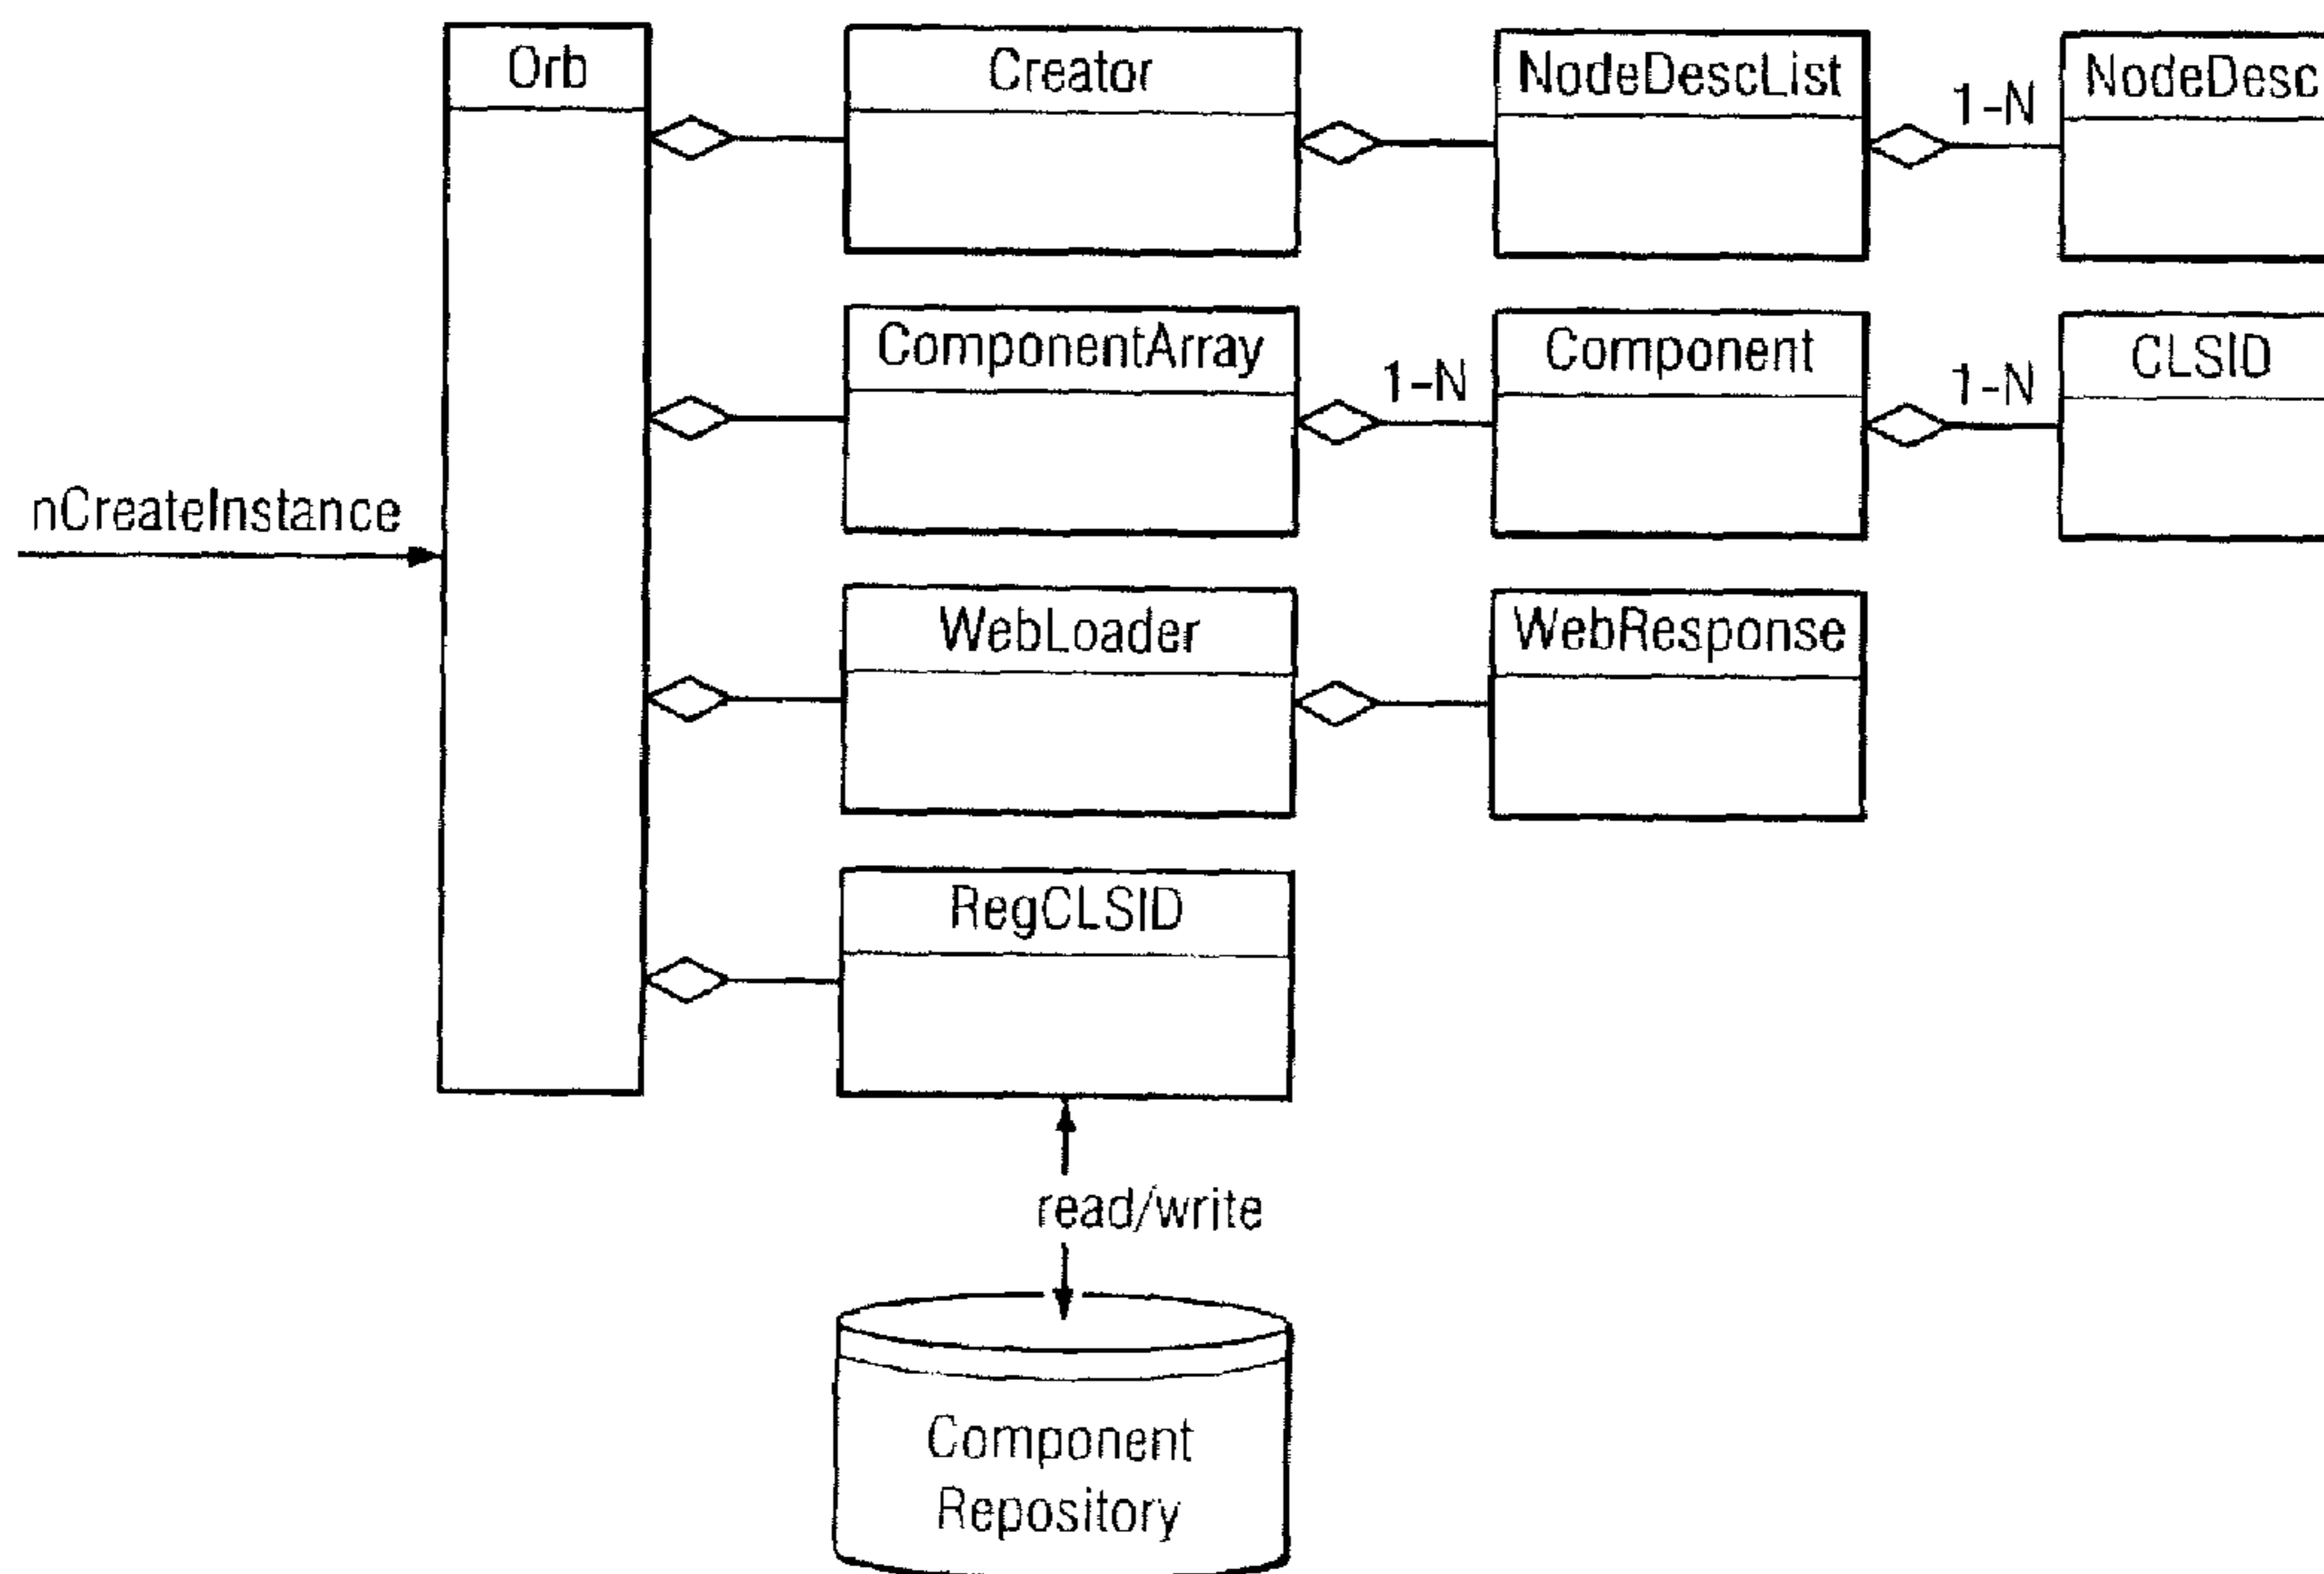 Orb
Creator
NodeDescList
1-N
NodeDesc
ComponentArray
1-N
Component
1-N
CLSID
nCreateInstance
WebLoader
WebResponse
RegCLSID
read/write
Component
Repository